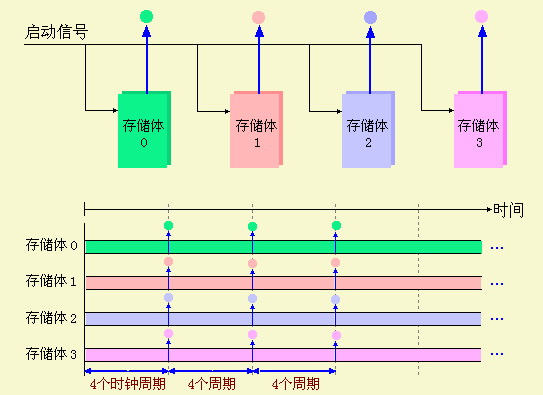 启动信号
存储体
0
存储体
1
存储体
2
存储体
3
时间
存储体 0
...
存储体 1
...
存储体 2
...
存储体 3
...
4个时钟周期
4个周期
4个周期